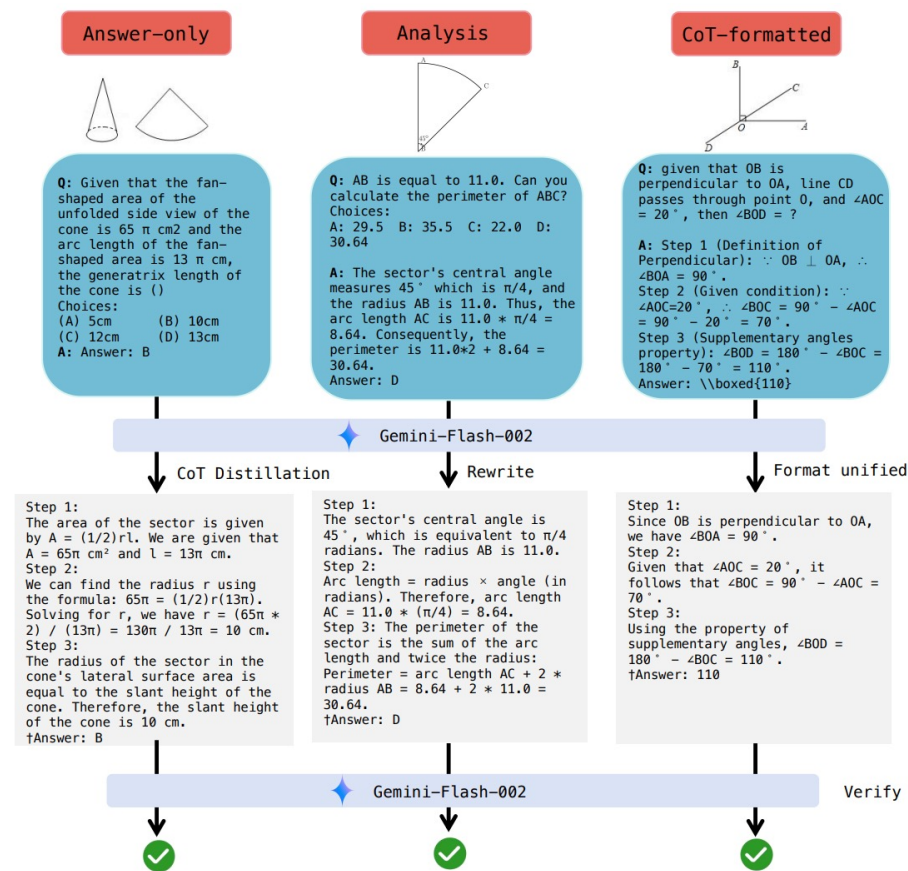 Answer-only
Analysis
CoT-formatted
A
C
45°
B
B
C
O
A
D
Q: Given that the fan-
shaped area of the
unfolded side view of the
cone is 65 π cm2 and the
arc length of the fan-
shaped area is 13 π cm,
the generatrix length of
the cone is ()
Choices:
(A) 5cm (B) 10cm
(C) 12cm (D) 13cm
A: Answer: B
Q: AB is equal to 11.0. Can you
calculate the perimeter of ABC?
Choices:
A: 29.5 B: 35.5 C: 22.0 D:
30.64
A: The sector's central angle
measures 45° which is π/4, and
the radius AB is 11.0. Thus, the
arc length AC is 11.0 * π/4 =
8.64. Consequently, the
perimeter is 11.0*2 + 8.64 =
30.64.
Answer: D
Q: given that OB is
perpendicular to OA, line CD
passes through point O, and ∠AOC
= 20°, then ∠BOD = ?
A: Step 1 (Definition of
Perpendicular): ∵ OB ⊥ OA, ∴
∠BOA = 90°.
Step 2 (Given condition): ∵
∠AOC=20°, ∴ ∠BOC = 90° − ∠AOC
= 90° − 20° = 70°.
Step 3 (Supplementary angles
property): ∠BOD = 180° − ∠BOC =
180° − 70° = 110°.
Answer: \\boxed{110}
Gemini-Flash-002
CoT Distillation
Rewrite
Format unified
Step 1:
The area of the sector is given
by A = (1/2)rl. We are given that
A = 65π cm² and l = 13π cm.
Step 2:
We can find the radius r using
the formula: 65π = (1/2)r(13π).
Solving for r, we have r = (65π *
2) / (13π) = 130π / 13π = 10 cm.
Step 3:
The radius of the sector in the
cone's lateral surface area is
equal to the slant height of the
cone. Therefore, the slant height
of the cone is 10 cm.
†Answer: B
Step 1:
The sector's central angle is
45°, which is equivalent to π/4
radians. The radius AB is 11.0.
Step 2:
Arc length = radius × angle (in
radians). Therefore, arc length
AC = 11.0 * (π/4) = 8.64.
Step 3: The perimeter of the
sector is the sum of the arc
length and twice the radius:
Perimeter = arc length AC + 2 *
radius AB = 8.64 + 2 * 11.0 =
30.64.
†Answer: D
Step 1:
Since OB is perpendicular to OA,
we have ∠BOA = 90°.
Step 2:
Given that ∠AOC = 20°, it
follows that ∠BOC = 90° − ∠AOC =
70°.
Step 3:
Using the property of
supplementary angles, ∠BOD =
180° − ∠BOC = 110°.
†Answer: 110
Gemini-Flash-002
Verify